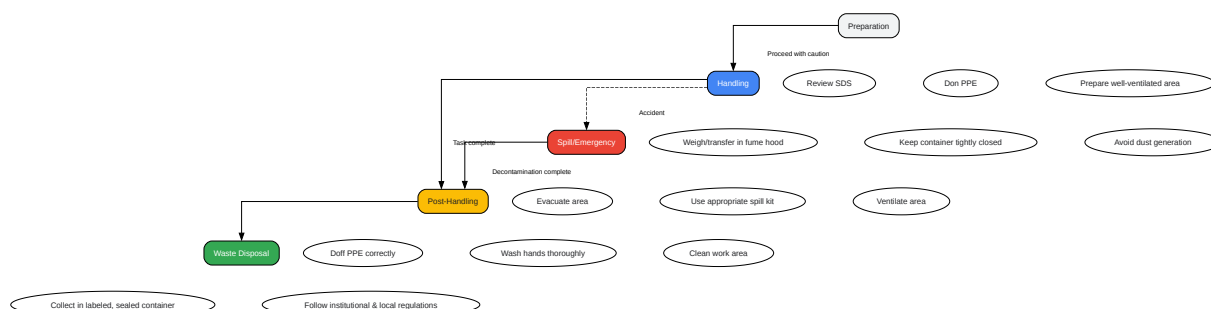 Preparation
Proceed with caution
Handling
Review SDS
Don PPE
Prepare well-ventilated area
Accident
Task complete
Spill/Emergency
Weigh/transfer in fume hood
Keep container tightly closed
Avoid dust generation
Decontamination complete
Post-Handling
Evacuate area
Use appropriate spill kit
Ventilate area
Waste Disposal
Doff PPE correctly
Wash hands thoroughly
Clean work area
Collect in labeled, sealed container
Follow institutional & local regulations